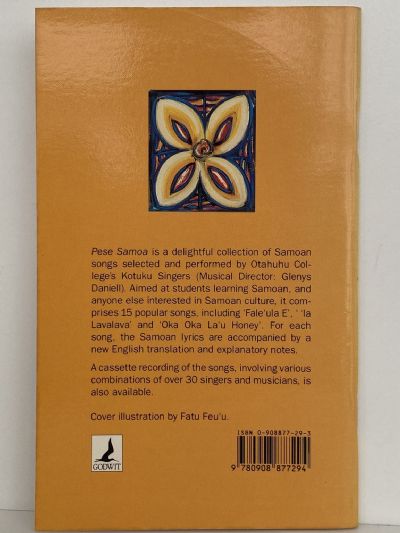 Pese Samoa is a delightful collection of Samoan
songs selected and performed by Otahuhu Col-
lege's Kotuku Singers (Musical Director: Glenys
Daniell). Aimed at students learning Samoan, and
anyone else interested in Samoan culture, it com-
prises 15 popular songs, including 'Fale'ula E', ' 'Ia
Lavalava' and 'Oka Oka La'u Honey'. For each
song, the Samoan lyrics are accompanied by a
new English translation and explanatory notes.
A cassette recording of the songs, involving various
combinations of over 30 singers and musicians, is
also available.
Cover illustration by Fatu Feu'u.
ISBN 0-908877-29-3
9 780908 877294
GODWIT